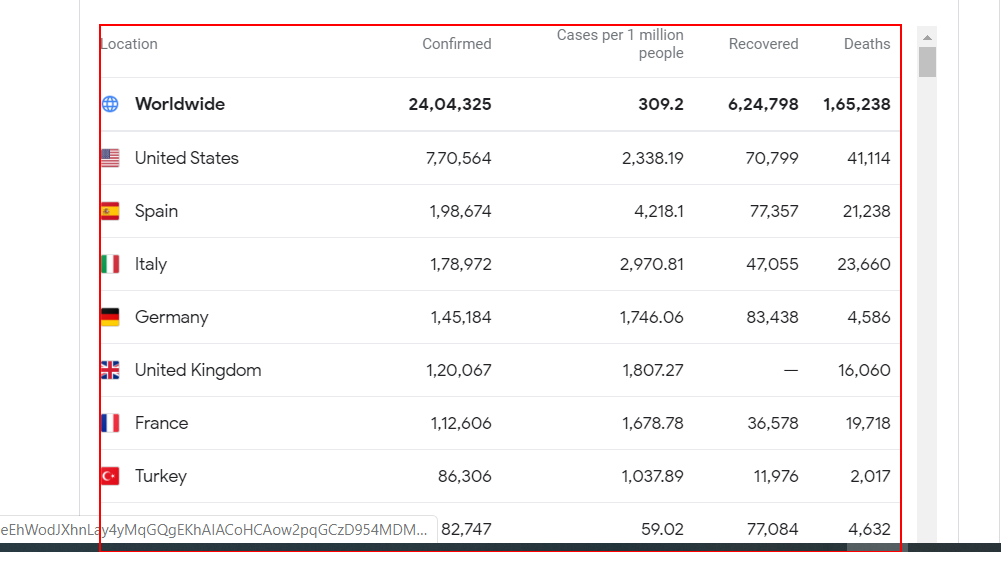 Location Confirmed Cases per 1 million people Recovered Deaths
Worldwide 24,04,325 309.2 6,24,798 1,65,238
United States 7,70,564 2,338.19 70,799 41,114
Spain 1,98,674 4,218.1 77,357 21,238
Italy 1,78,972 2,970.81 47,055 23,660
Germany 1,45,184 1,746.06 83,438 4,586
United Kingdom 1,20,067 1,807.27 — 16,060
France 1,12,606 1,678.78 36,578 19,718
Turkey 86,306 1,037.89 11,976 2,017
82,747 59.02 77,084 4,632